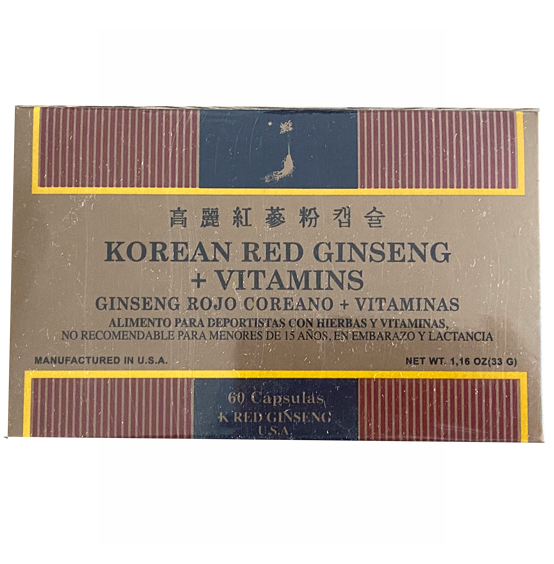 高麗紅蔘粉캡슐
KOREAN RED GINSENG
+ VITAMINS
GINSENG ROJO COREANO + VITAMINAS
ALIMENTO PARA DEPORTISTAS CON HIERBAS Y VITAMINAS,
NO RECOMENDABLE PARA MENORES DE 15 AÑOS, EN EMBARAZO Y LACTANCIA
MANUFACTURED IN U.S.A.
NET WT. 1,16 OZ(33 G)
60 Cápsulas
K RED GINSENG
U.S.A.